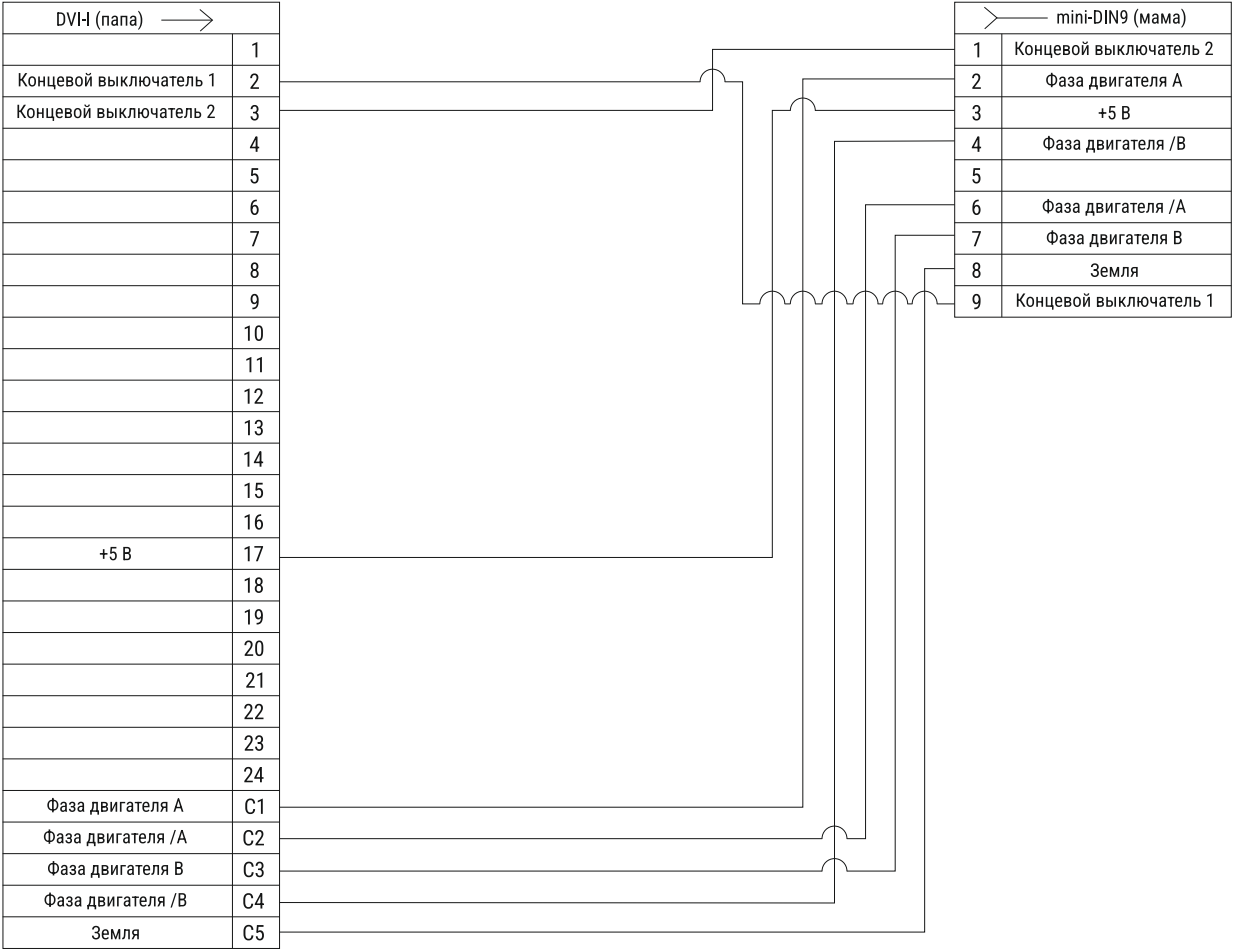 DVI-I (папа)
1
Концевой выключатель 1 2
Концевой выключатель 2 3
4
5
6
7
8
9
10
11
12
13
14
15
16
+5 В 17
18
19
20
21
22
23
24
Фаза двигателя A C1
Фаза двигателя /A C2
Фаза двигателя B C3
Фаза двигателя /B C4
Земля C5
mini-DIN9 (мама)
1 Концевой выключатель 2
2 Фаза двигателя A
3 +5 В
4 Фаза двигателя /B
5
6 Фаза двигателя /A
7 Фаза двигателя B
8 Земля
9 Концевой выключатель 1